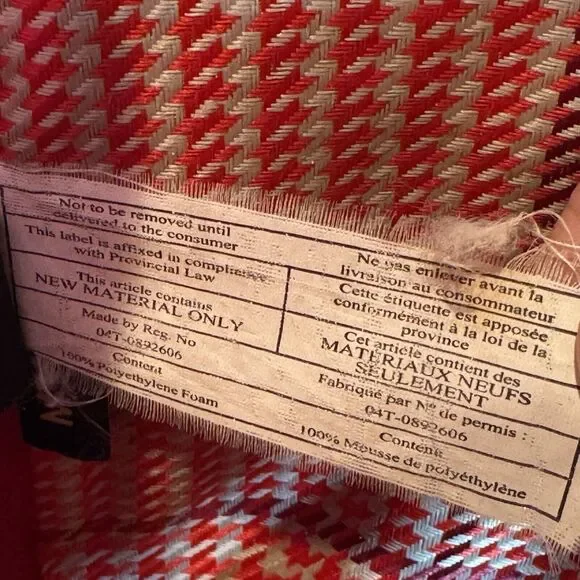 Not to be removed until
delivered to the consumer
This label is affixed in compliance
with Provincial Law
This article contains
NEW MATERIAL ONLY
Made by Reg. No
04T-0892606
Content
100% Polyethylene Foam
Ne pas enlever avant la
livraison au consommateur
Cette étiquette est apposée
conformément à la loi de la
province
Cet article contient des
MATÉRIAUX NEUFS
SEULEMENT
Fabriqué par N° de permis :
04T-0892606
Content
100% Mousse de polyéthylène